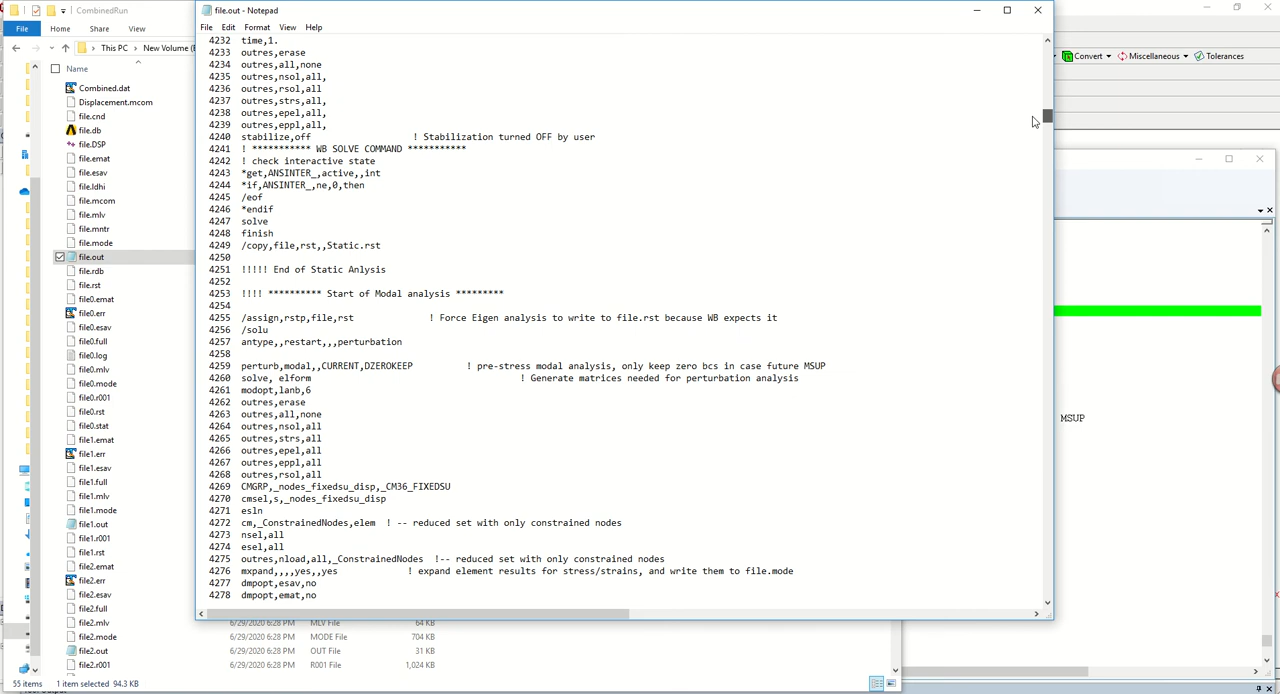 CombinedRun
File
Home
Share
View
This PC
New Volume (
Name
Combined.dat
Displacement.mcom
file.cnd
file.db
file.DSP
file.emat
file.esav
file.ldhi
file.mcom
file.mlv
file.mntr
file.mode
file.out
file.rdb
file.rst
file0.emat
file0.err
file0.esav
file0.full
file0.log
file0.mlv
file0.mode
file0.r001
file0.rst
file0.stat
file1.emat
file1.err
file1.esav
file1.full
file1.mlv
file1.mode
file1.out
file1.r001
file1.rst
file2.emat
file2.err
file2.esav
file2.full
file2.mlv
file2.mode
file2.out
file2.r001
55 items 1 item selected 94.3 KB
file.out - Notepad
File Edit Format View Help
4232 time,1.
4233 outres,erase
4234 outres,all,none
4235 outres,nsol,all,
4236 outres,rsol,all
4237 outres,strs,all,
4238 outres,epel,all,
4239 outres,eppl,all,
4240 stabilize,off ! Stabilization turned OFF by user
4241 ! *********** WB SOLVE COMMAND ***********
4242 ! check interactive state
4243 *get,ANSINTER_,active,,int
4244 *if,ANSINTER_,ne,0,then
4245 /eof
4246 *endif
4247 solve
4248 finish
4249 /copy,file,rst,,Static.rst
4250
4251 !!!!! End of Static Anlysis
4252
4253 !!!! ********** Start of Modal analysis *********
4254
4255 /assign,rstp,file,rst ! Force Eigen analysis to write to file.rst because WB expects it
4256 /solu
4257 antype,,restart,,,perturbation
4258
4259 perturb,modal,,CURRENT,DZEROKEEP ! pre-stress modal analysis, only keep zero bcs in case future MSUP
4260 solve, elform ! Generate matrices needed for perturbation analysis
4261 modopt,lanb,6
4262 outres,erase
4263 outres,all,none
4264 outres,nsol,all
4265 outres,strs,all
4266 outres,epel,all
4267 outres,eppl,all
4268 outres,rsol,all
4269 CMGRP,_nodes_fixedsu_disp,_CM36_FIXEDSU
4270 cmsel,s,_nodes_fixedsu_disp
4271 esln
4272 cm,_ConstrainedNodes,elem ! -- reduced set with only constrained nodes
4273 nsel,all
4274 esel,all
4275 outres,nload,all,_ConstrainedNodes !-- reduced set with only constrained nodes
4276 mxpand,,,,yes,,yes ! expand element results for stress/strains, and write them to file.mode
4277 dmpopt,esav,no
4278 dmpopt,emat,no
6/29/2020 6:28 PM MLV File 64 KB
6/29/2020 6:28 PM MODE File 704 KB
6/29/2020 6:28 PM OUT File 31 KB
6/29/2020 6:28 PM R001 File 1,024 KB
Convert Miscellaneous Tolerances
MSUP